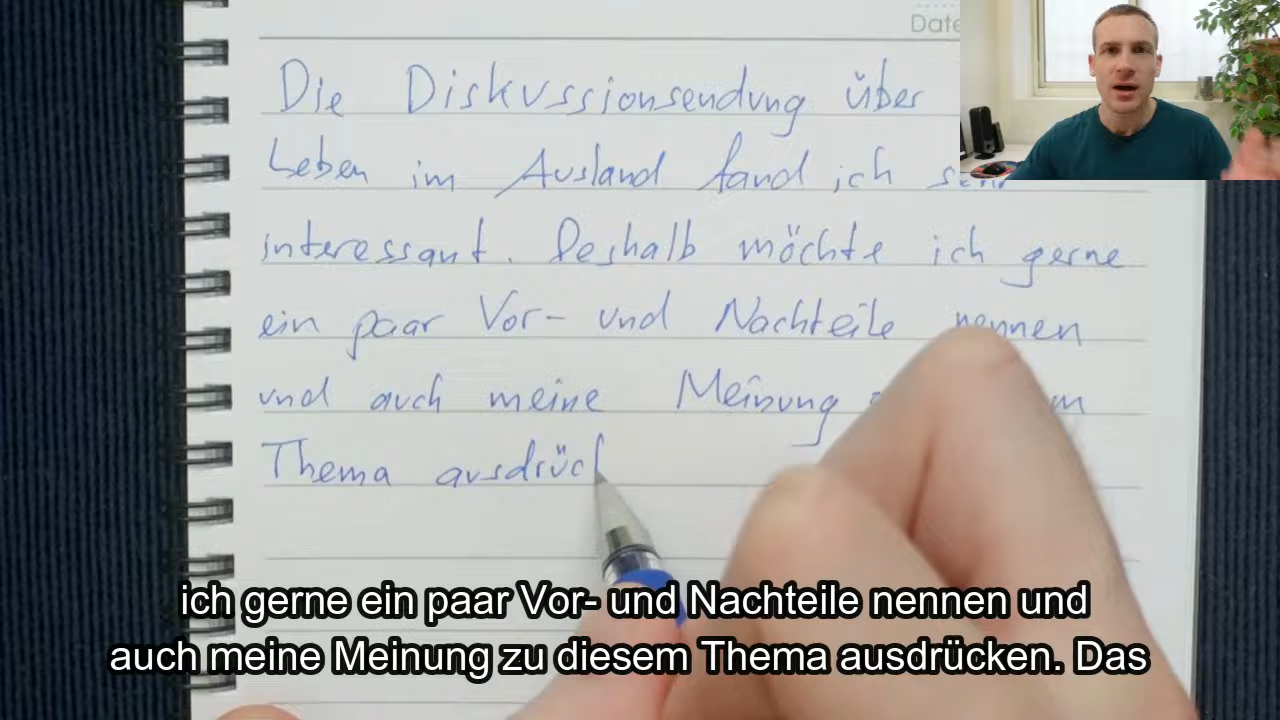 Date
Die Diskussionsendung über
Leben im Ausland fand ich sehr
interessant. Deshalb möchte ich gerne
ein paar Vor- und Nachteile nennen
und auch meine Meinung
Thema ausdrück
ich gerne ein paar Vor- und Nachteile nennen und
auch meine Meinung zu diesem Thema ausdrücken. Das